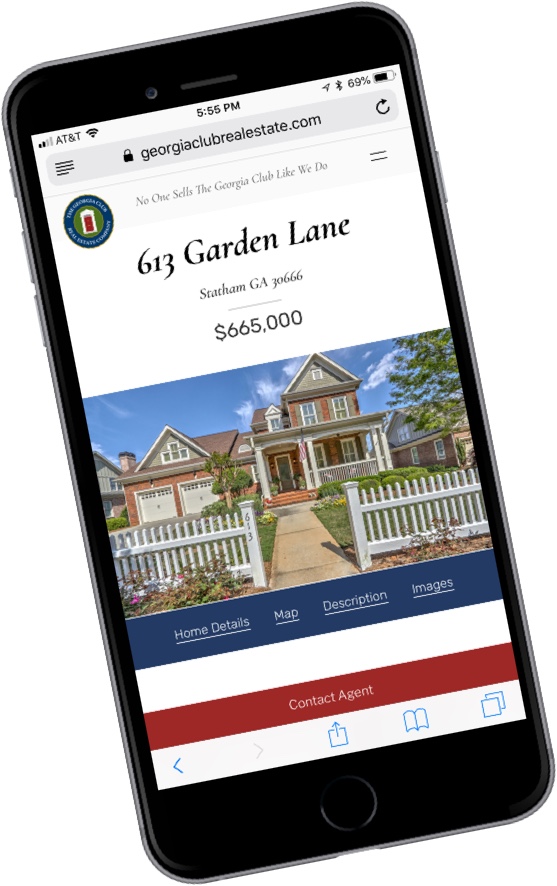 AT&T
5:55 PM
69%
georgiaclubrealestate.com
THE GEORGIA CLUB
REAL ESTATE COMPANY
No One Sells The Georgia Club Like We Do
613 Garden Lane
Statham GA 30666
$665,000
613
Home Details Map Description Images
Contact Agent